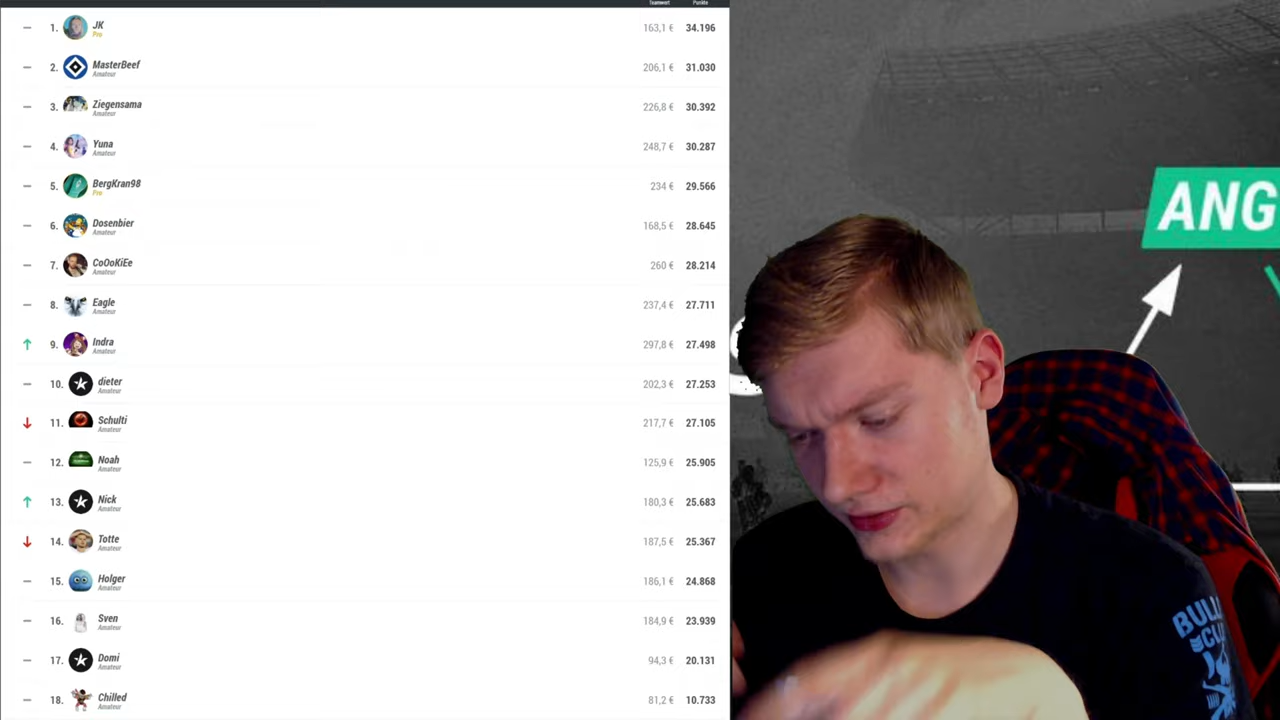 Teamwert Punkte
1. JK 163,1 € 34.196
Pro
2. MasterBeef 206,1 € 31.030
Amateur
3. Ziegensama 226,8 € 30.392
Amateur
4. Yuna 248,7 € 30.287
Amateur
5. BergKran98 234 € 29.566
Pro
6. Dosenbier 168,5 € 28.645
Amateur
7. CoOoKiEe 260 € 28.214
Amateur
8. Eagle 237,4 € 27.711
Amateur
9. Indra 297,8 € 27.498
Amateur
10. dieter 202,3 € 27.253
Amateur
11. Schulti 217,7 € 27.105
Amateur
12. Noah 125,9 € 25.905
Amateur
13. Nick 180,3 € 25.683
Amateur
14. Totte 187,5 € 25.367
Amateur
15. Holger 186,1 € 24.868
Amateur
16. Sven 184,9 € 23.939
Amateur
17. Domi 94,3 € 20.131
Amateur
18. Chilled 81,2 € 10.733
Amateur
ANG